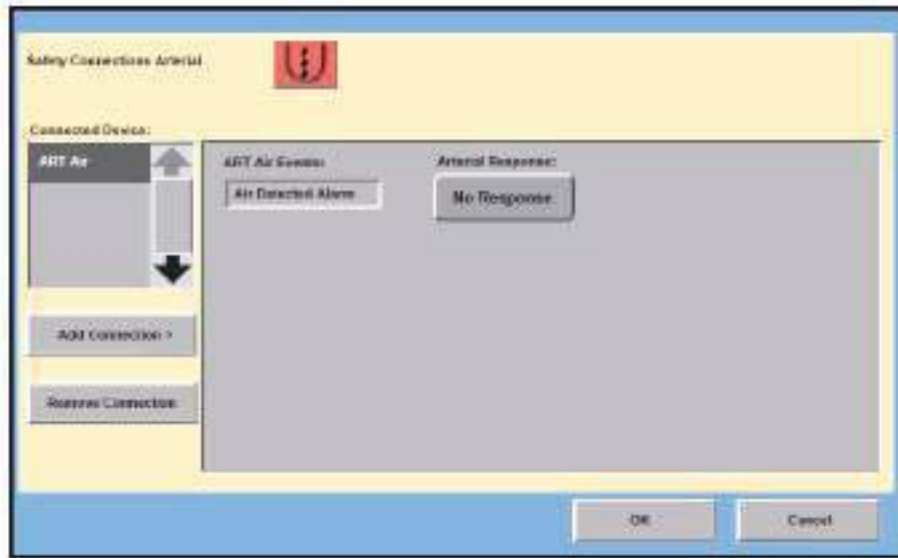 Safety Connections Arterial
Connected Device:
ART Air
ART Air Events:
Arterial Response:
Air Detected Alarm
No Response
Add Connection >
Remove Connection
OK
Cancel